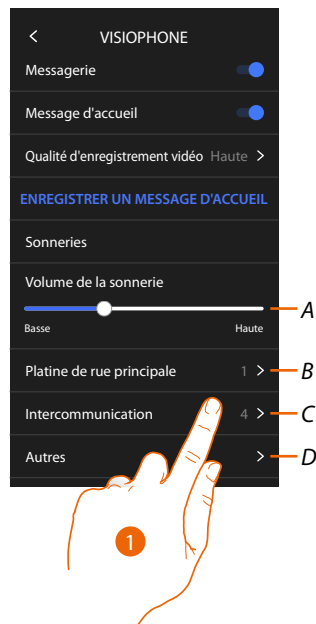 VISIOPHONE
Messagerie
Message d'accueil
Qualité d'enregistrement vidéo Haute >
ENREGISTRER UN MESSAGE D'ACCUEIL
Sonneries
Volume de la sonnerie
A
Basse Haute
Platine de rue principale 1 > B
Intercommunication 4 > C
Autres > D
1